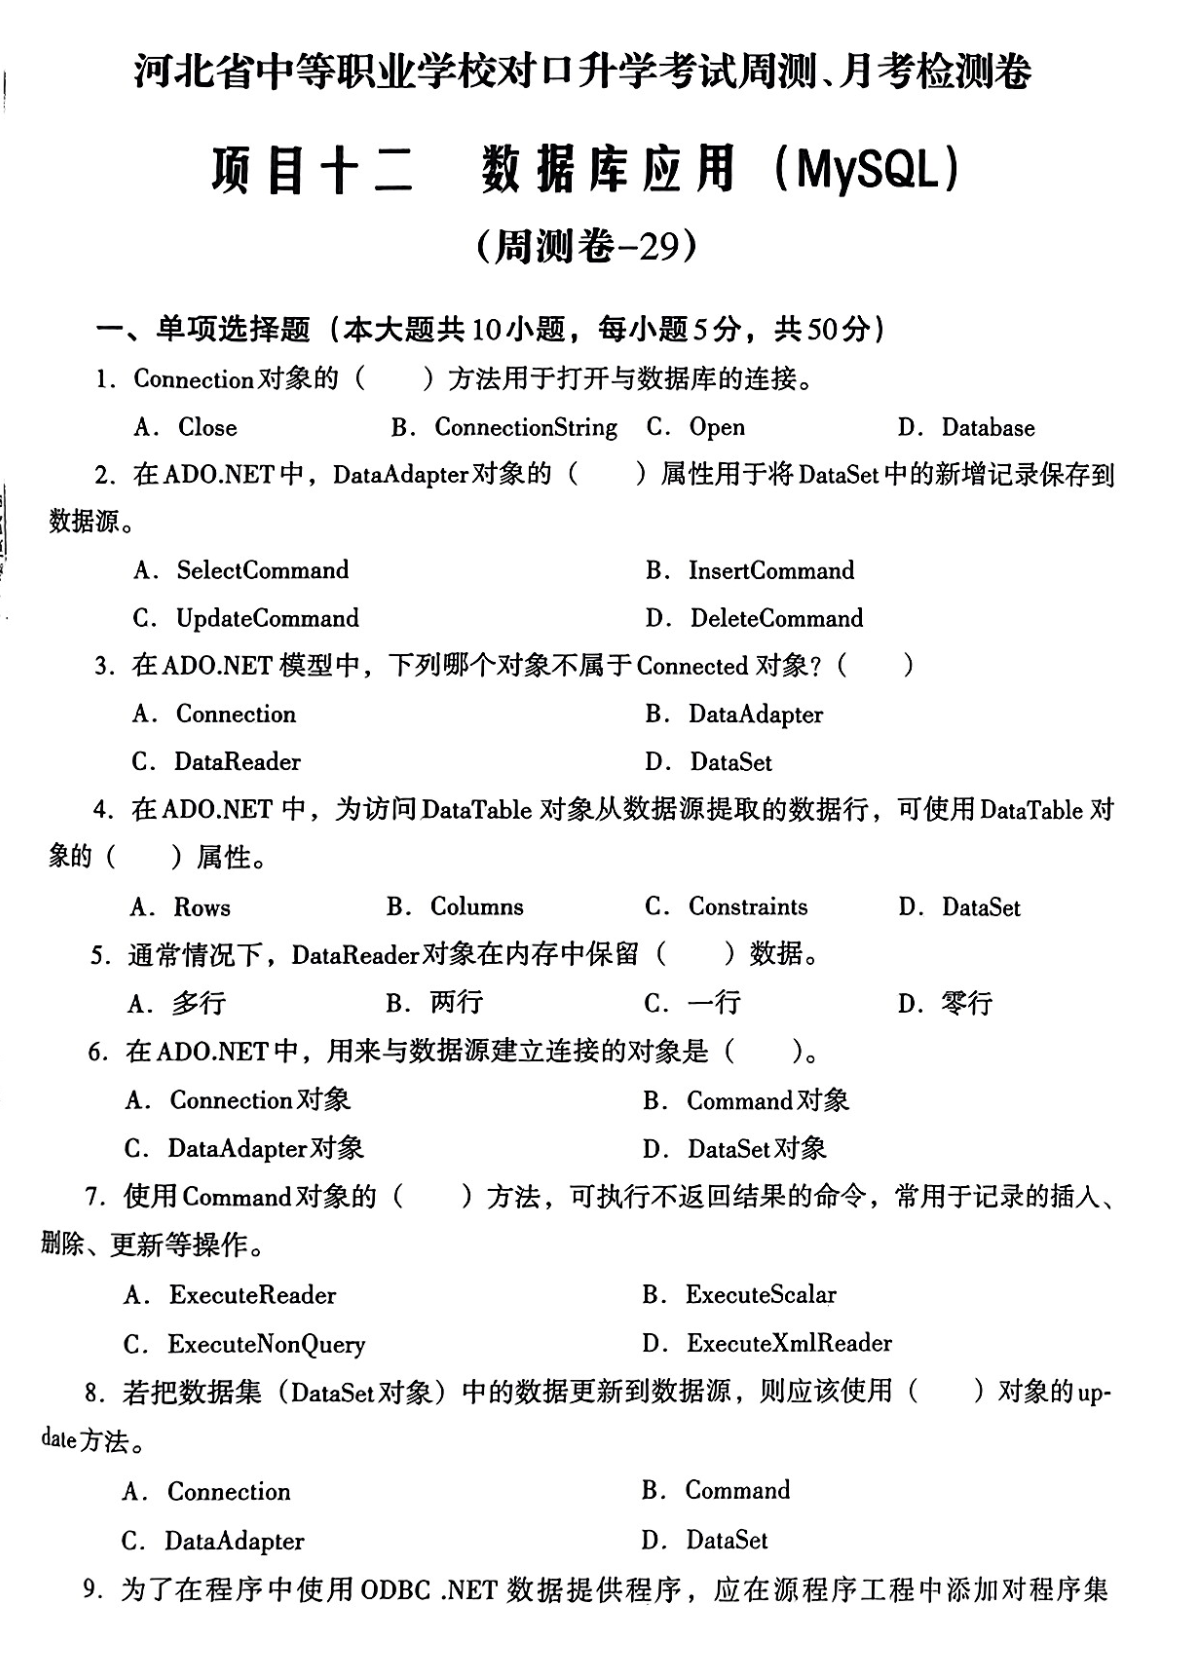 河北省中等职业学校对口升学考试周测、月考检测卷
项目十二 数据库应用（MySQL）
（周测卷-29）
一、单项选择题（本大题共10小题，每小题5分，共50分）
1. Connection对象的（ ）方法用于打开与数据库的连接。
A. Close B. ConnectionString C. Open D. Database
2. 在ADO.NET中，DataAdapter对象的（ ）属性用于将DataSet中的新增记录保存到
数据源。
A. SelectCommand B. InsertCommand
C. UpdateCommand D. DeleteCommand
3. 在ADO.NET模型中，下列哪个对象不属于Connected 对象?（ ）
A. Connection B. DataAdapter
C. DataReader D. DataSet
4. 在ADO.NET 中，为访问DataTable 对象从数据源提取的数据行，可使用DataTable 对
象的（ ）属性。
A. Rows B. Columns C. Constraints D. DataSet
5. 通常情况下，DataReader对象在内存中保留（ ）数据。
A. 多行 B. 两行 C. 一行 D. 零行
6. 在ADO.NET中，用来与数据源建立连接的对象是（ ）。
A. Connection对象 B. Command对象
C. DataAdapter对象 D. DataSet对象
7. 使用Command对象的（ ）方法，可执行不返回结果的命令，常用于记录的插入、
删除、更新等操作。
A. ExecuteReader B. ExecuteScalar
C. ExecuteNonQuery D. ExecuteXmlReader
8. 若把数据集（DataSet对象）中的数据更新到数据源，则应该使用（ ）对象的up-
date方法。
A. Connection B. Command
C. DataAdapter D. DataSet
9. 为了在程序中使用ODBC .NET 数据提供程序，应在源程序工程中添加对程序集